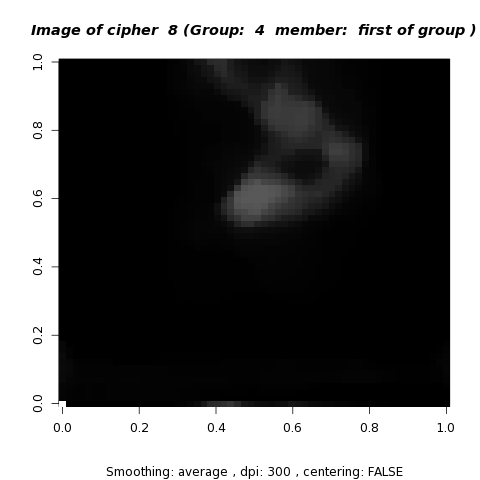 Image of cipher 8 (Group: 4 member: first of group )
1.0
0.8
0.6
0.4
0.2
0.0
0.0 0.2 0.4 0.6 0.8 1.0
Smoothing: average , dpi: 300 , centering: FALSE